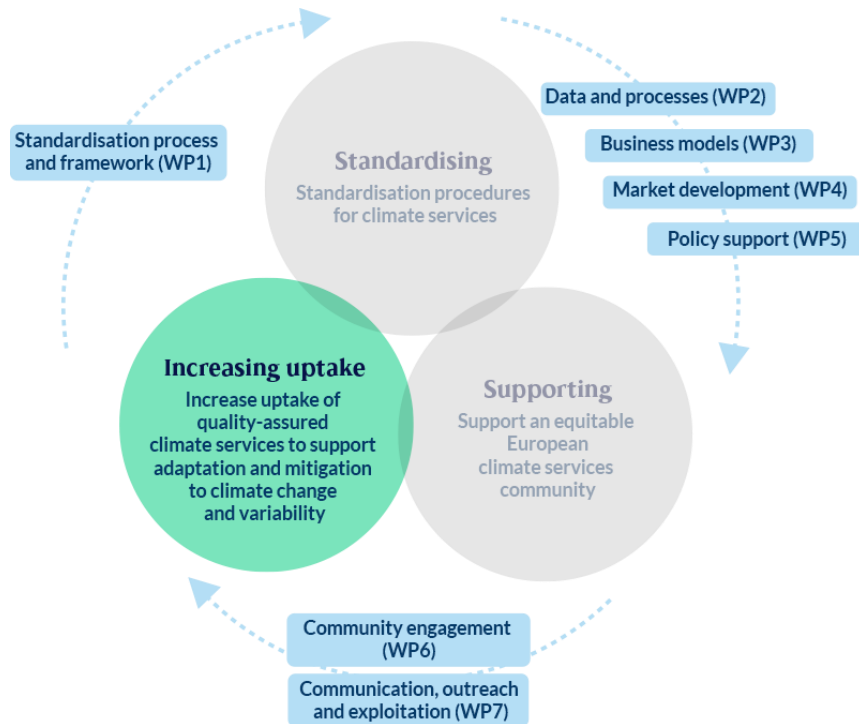 Data and processes (WP2)
Standardisation process
and framework (WP1)
Business models (WP3)
Standardising
Standardisation procedures
for climate services
Market development (WP4)
Policy support (WP5)
Increasing uptake
Increase uptake of
quality-assured
climate services to support
adaptation and mitigation
to climate change
and variability
Supporting
Support an equitable
European
climate services
community
Community engagement
(WP6)
Communication, outreach
and exploitation (WP7)